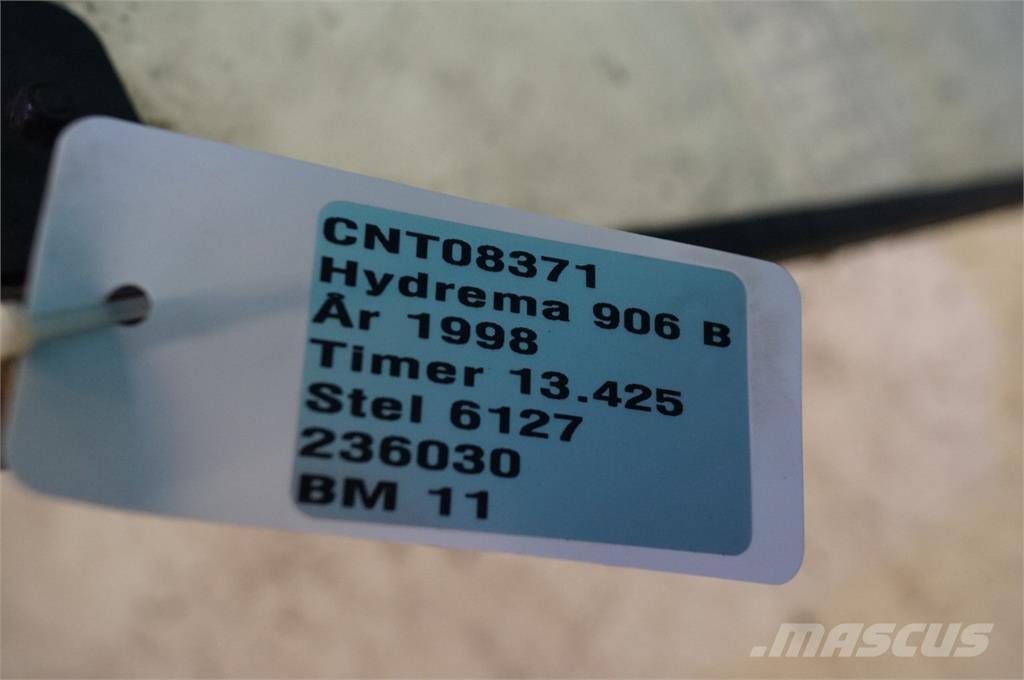 CNT08371
Hydrema 906 B
År 1998
Timer 13.425
Stel 6127
236030
BM 11
.MASCUS